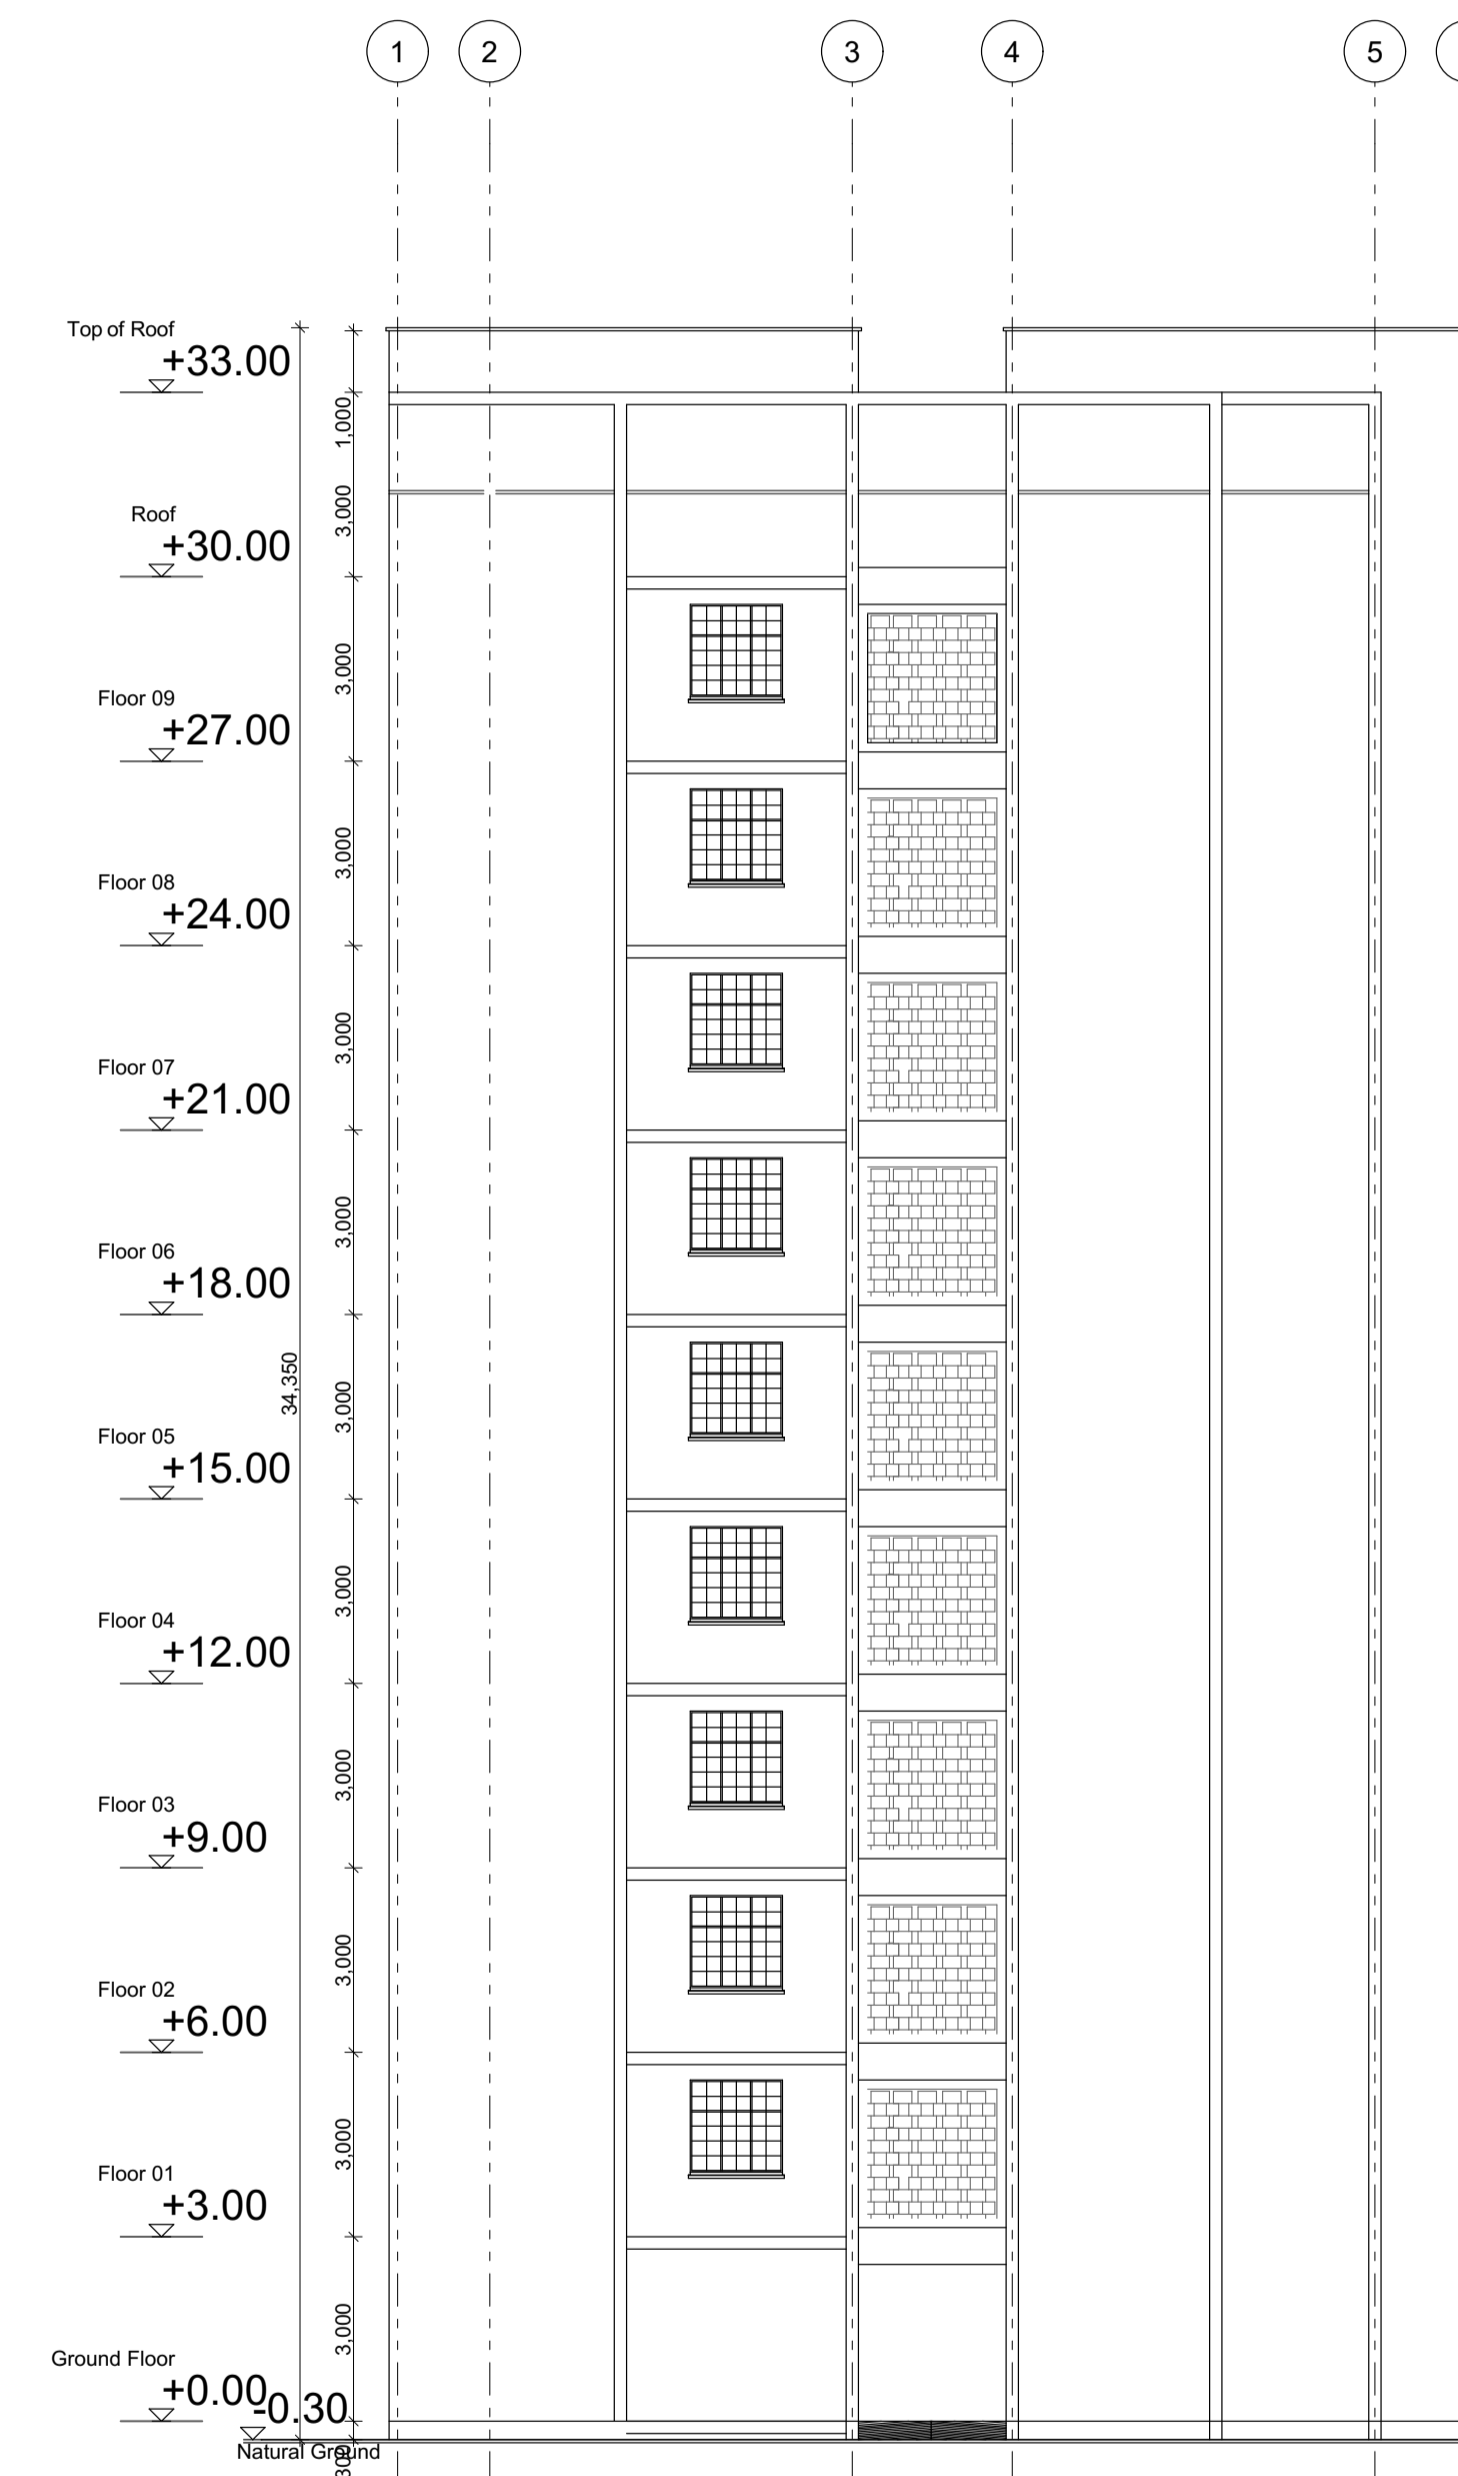 1 2 3 4 5
Top of Roof
+33.00
1,000
3,000
Roof
+30.00
3,000
Floor 09
+27.00
3,000
Floor 08
+24.00
3,000
Floor 07
+21.00
3,000
Floor 06
+18.00
34,350
3,000
Floor 05
+15.00
3,000
Floor 04
+12.00
3,000
Floor 03
+9.00
3,000
Floor 02
+6.00
3,000
Floor 01
+3.00
3,000
Ground Floor
+0.00
-0.30
Natural Ground
300